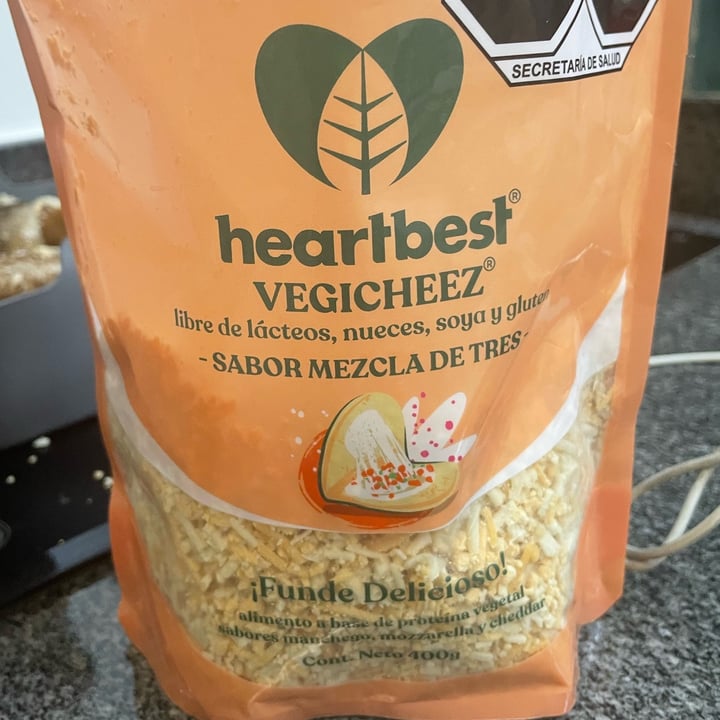 SECRETARÍA DE SALUD
heartbest®
VEGICHEEZ®
libre de lácteos, nueces, soya y gluten
- SABOR MEZCLA DE TRES -
¡Funde Delicioso!
alimento a base de proteína vegetal
sabores manchego, mozzarella y cheddar
Cont. Neto 400g